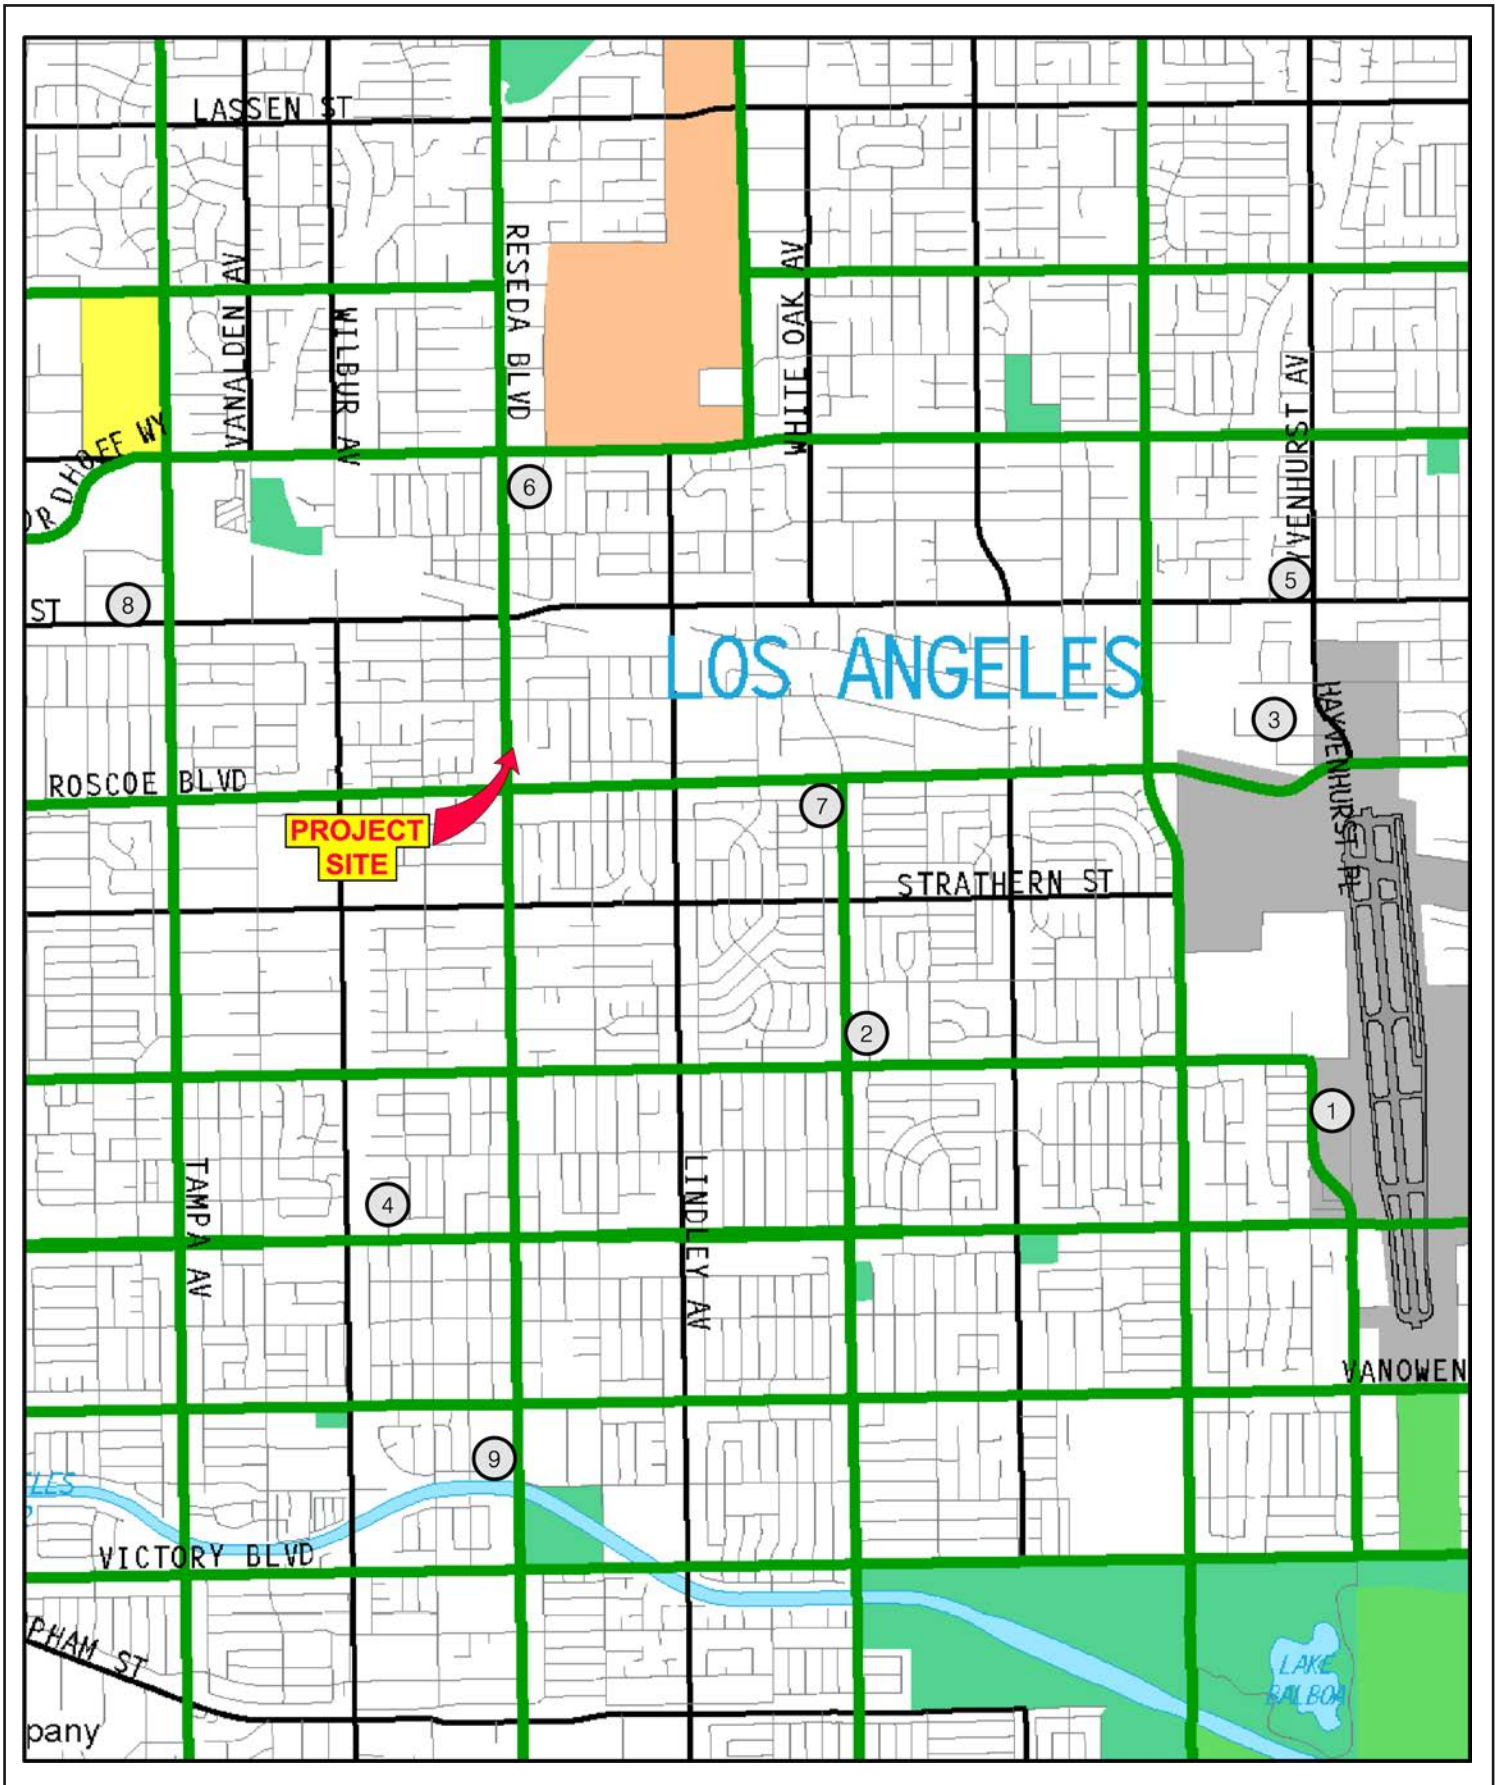 LASSEN ST
RESEDA BLVD
VANALDEN AV
WHITE OAK AV
WILBUR AV
HAYVENHURST PL
6
5
ST
8
LOS ANGELES
3
ROSCOE BLVD
7
PROJECT
SITE
STRATHERN ST
2
1
TAMPA AV
LINDLEY AV
4
VANOWEN
9
VICTORY BLVD
LAKE
BALBOA
pany